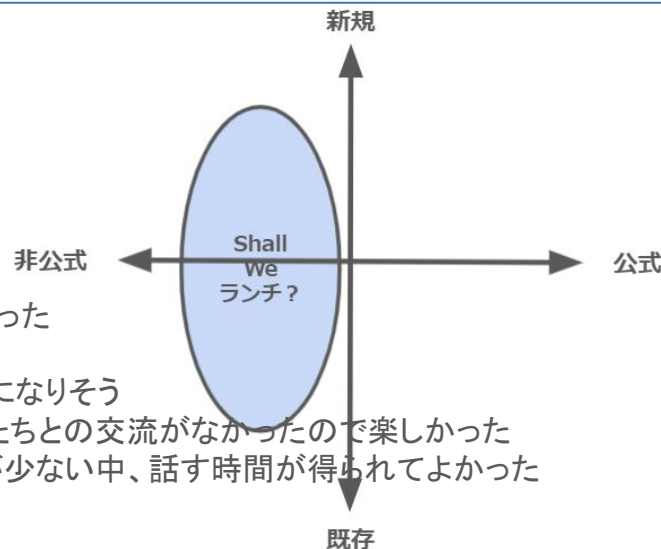 新規
Shall
We
ランチ？
非公式
公式
った
になりそう
たちとの交流がなかったので楽しかった
が少ない中、話す時間が得られてよかった
既存